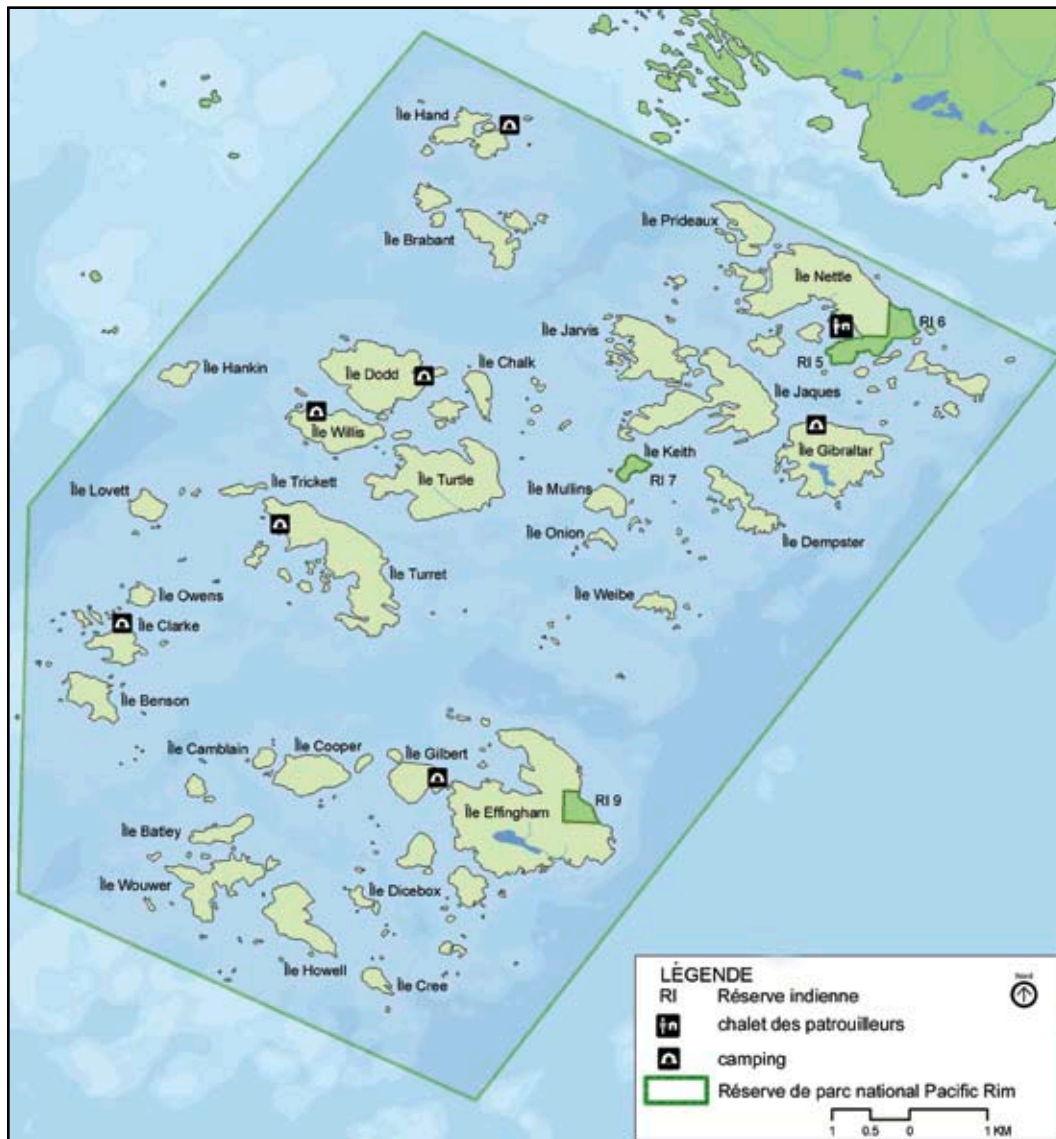 Île Hand
Île Prideaux
Île Brabant
Île Nettle
RI 6
Île Jarvis
RI 5
Île Chalk
Île Hankin
Île Dodd
Île Jaques
Île Willis
Île Keith
Île Gibraltar
Île Turtle
RI 7
Île Trickett
Île Lovett
Île Mullins
Île Onion
Île Dempster
Île Turret
Île Owens
Île Weibe
Île Clarke
Île Benson
Île Camblain
Île Cooper
Île Gilbert
RI 9
Île Effingham
Île Batley
Île Wouwer
Île Dicebox
Île Howell
Île Cree
LÉGENDE
Nord
RI Réserve indienne
chalet des patrouilleurs
camping
Réserve de parc national Pacific Rim
1 0.5 0 1 KM